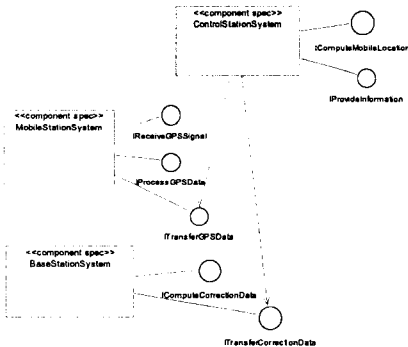 <<component spec>>
ControlStationSystem
IComputeMobileLocation
IProvideInformation
<<component spec>>
MobileStationSystem
IReceiveGPSSignal
IProcessGPSData
ITransferGPSData
<<component spec>>
BaseStationSystem
IComputeCorrectionData
ITransferCorrectionData